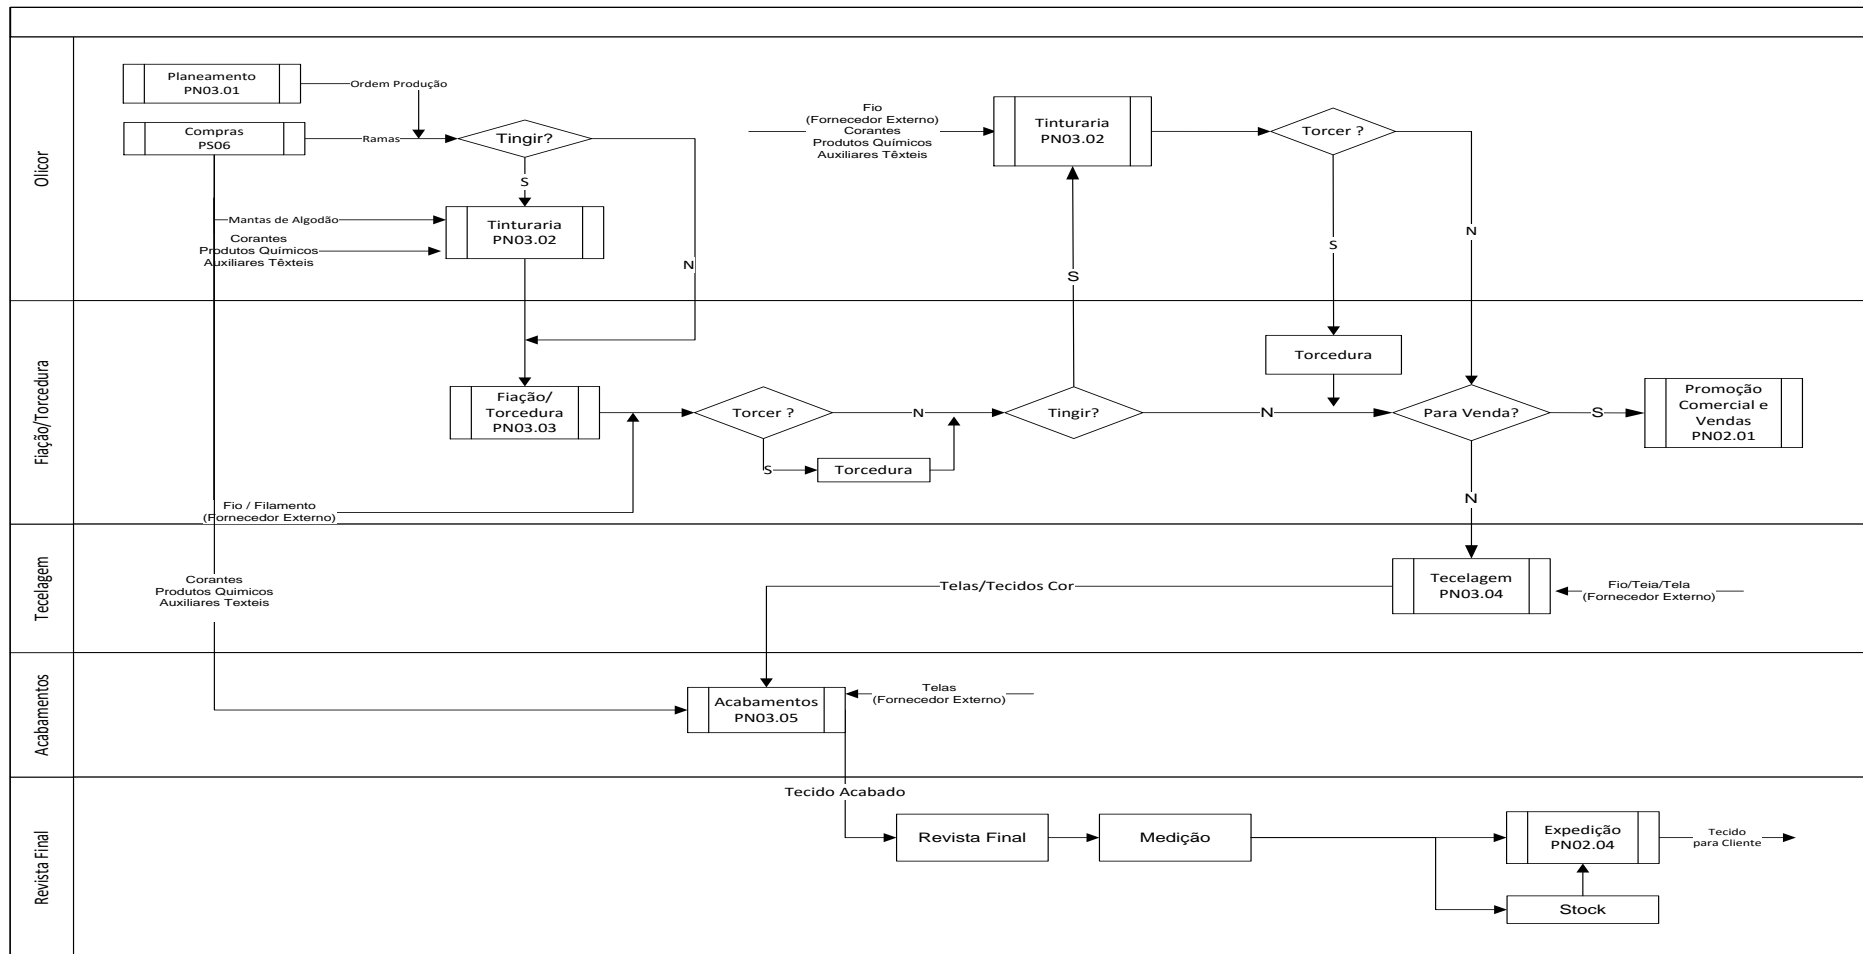 Olicor
Planeamento
PN03.01
Ordem Produção
Compras
PS06
Ramas
Tingir?
S
N
Mantas de Algodão
Corantes
Produtos Químicos
Auxiliares Têxteis
Tinturaria
PN03.02
Fio
(Fornecedor Externo)
Corantes
Produtos Químicos
Auxiliares Têxteis
Tinturaria
PN03.02
Torcer ?
S
N
S
Fiação/Torcedura
Fiação/
Torcedura
PN03.03
Torcer ?
N
S
Torcedura
Tingir?
N
Torcedura
Para Venda?
S
Promoção
Comercial e
Vendas
PN02.01
N
Fio / Filamento
(Fornecedor Externo)
Tecelagem
Corantes
Produtos Quimicos
Auxiliares Texteis
Telas/Tecidos Cor
Tecelagem
PN03.04
Fio/Teia/Tela
(Fornecedor Externo)
Acabamentos
Acabamentos
PN03.05
Telas
(Fornecedor Externo)
Revista Final
Tecido Acabado
Revista Final
Medição
Expedição
PN02.04
Tecido
para Cliente
Stock